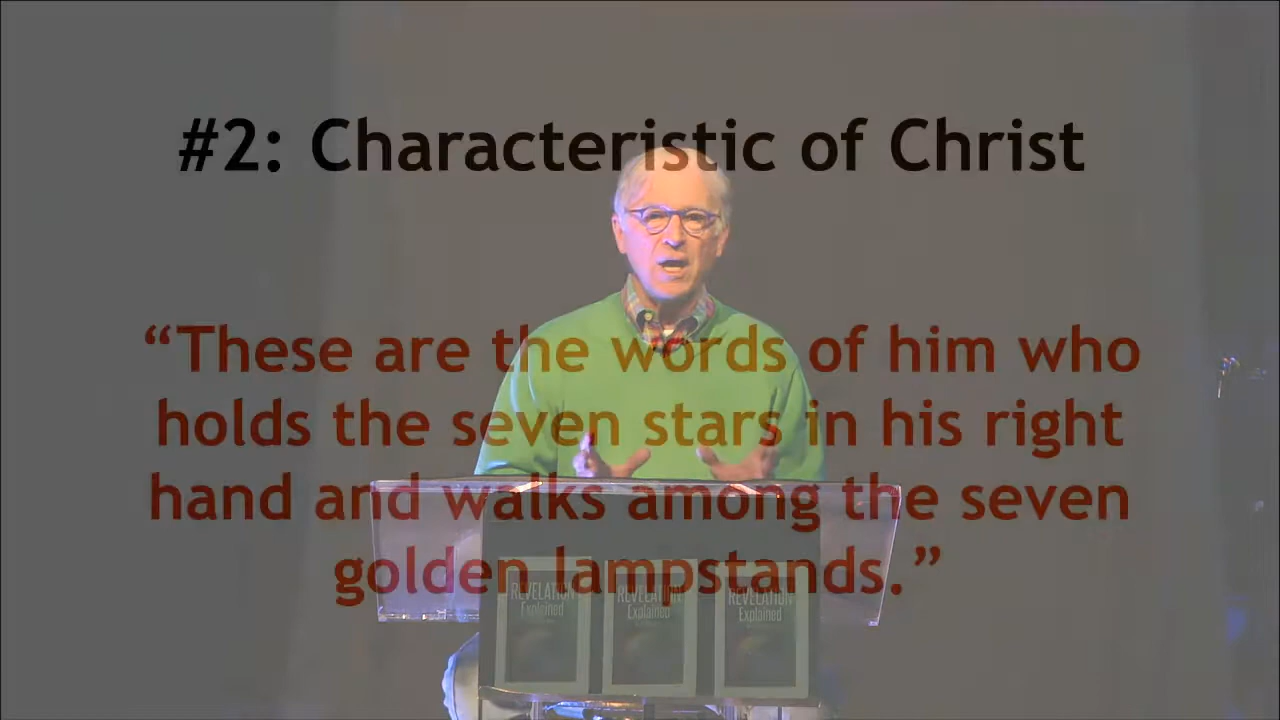 #2: Characteristic of Christ
“These are the words of him who
holds the seven stars in his right
hand and walks among the seven
golden lampstands.”
REVELATION
Explained
REVELATION
Explained
REVELATION
Explained